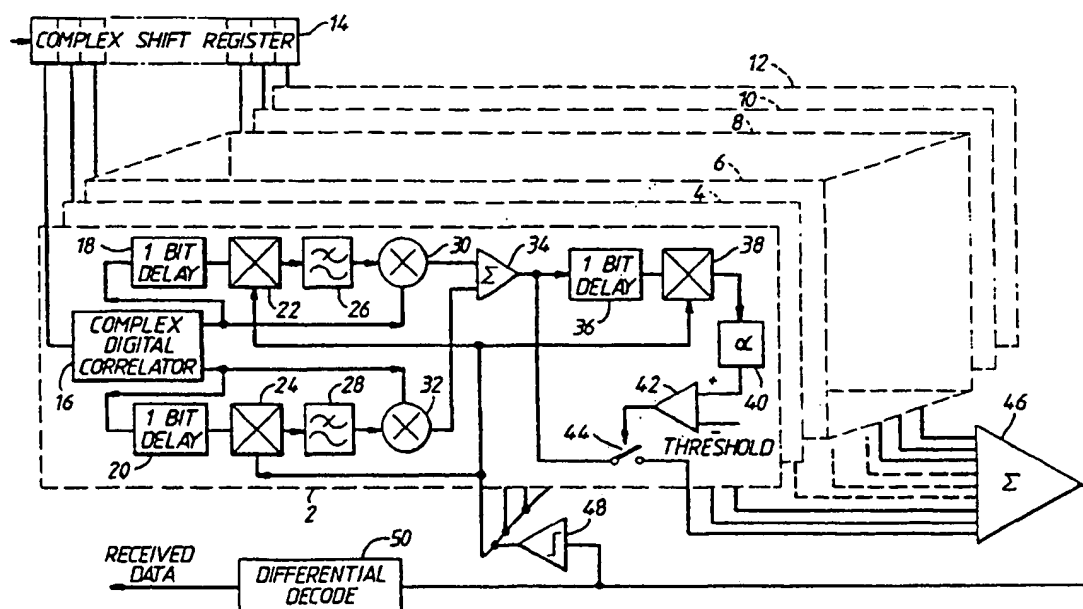 COMPLEX SHIFT REGISTER
14
12
10
8
6
4
18
1 BIT
DELAY
22
26
30
34
Σ
1 BIT
DELAY
36
38
COMPLEX
DIGITAL
CORRELATOR
16
α
40
24
28
32
42
+
-
THRESHOLD
44
1 BIT
DELAY
20
46
Σ
2
48
50
RECEIVED
DATA
DIFFERENTIAL
DECODE